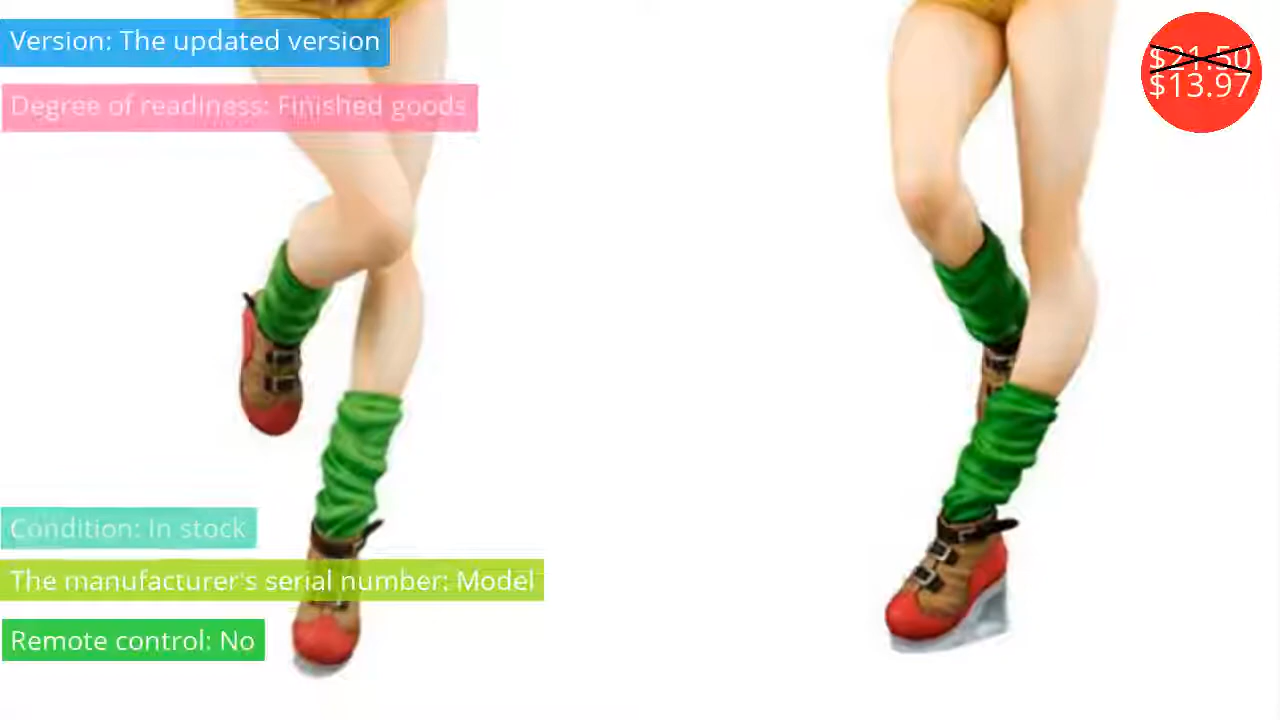 Version: The updated version
$21.50
$13.97
Degree of readiness: Finished goods
Condition: In stock
The manufacturer's serial number: Model
Remote control: No